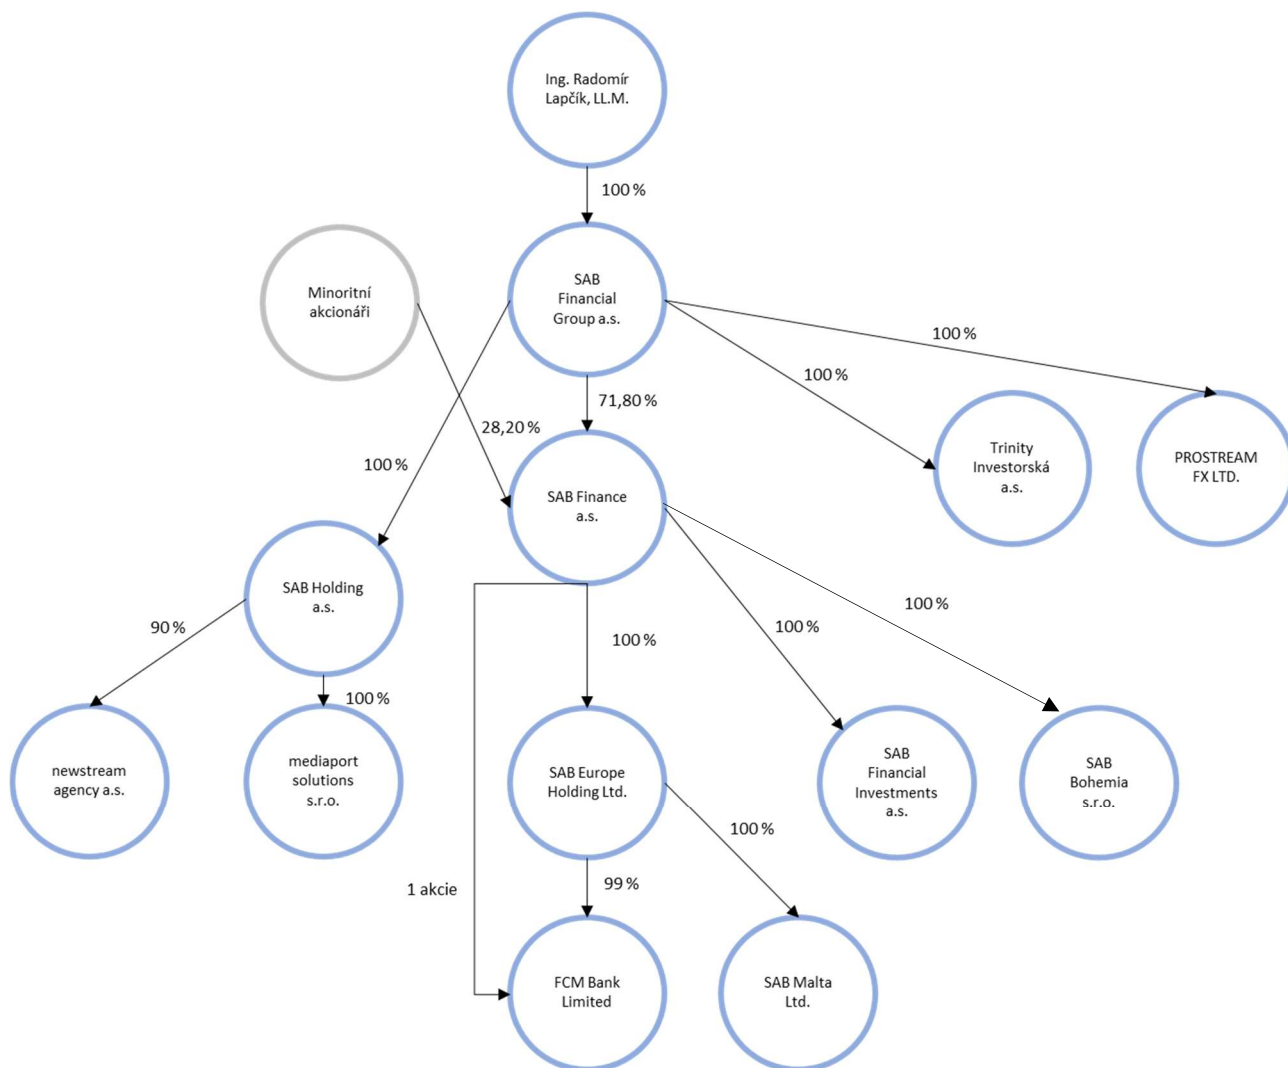 Ing. Radomír
Lapčík, LL.M.
100 %
Minoritní
akcionáři
SAB
Financial
Group a.s.
100 %
100 %
71,80 %
28,20 %
100 %
Trinity
Investorská
a.s.
PROSTREAM
FX LTD.
SAB Finance
a.s.
SAB Holding
a.s.
90 %
100 %
100 %
100 %
100 %
newstream
agency a.s.
mediaport
solutions
s.r.o.
SAB Europe
Holding Ltd.
SAB
Financial
Investments
a.s.
SAB
Bohemia
s.r.o.
100 %
99 %
1 akcie
FCM Bank
Limited
SAB Malta
Ltd.